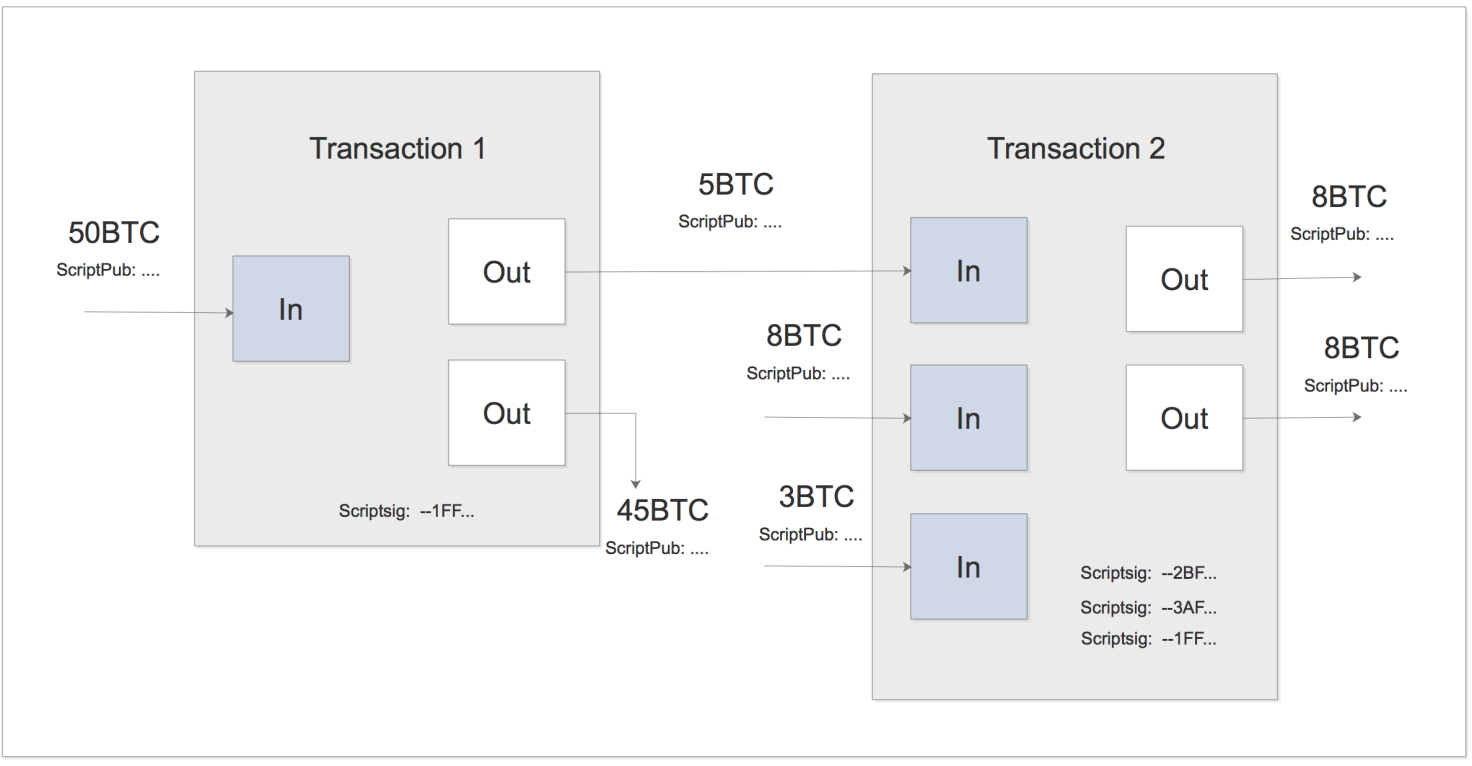 Transaction 1
50BTC
ScriptPub: ....
In
Out
Out
Scriptsig: --1FF...
45BTC
ScriptPub: ....
5BTC
ScriptPub: ....
8BTC
ScriptPub: ....
3BTC
ScriptPub: ....
Transaction 2
In
In
In
Out
Out
Scriptsig: --2BF...
Scriptsig: --3AF...
Scriptsig: --1FF...
8BTC
ScriptPub: ....
8BTC
ScriptPub: ....